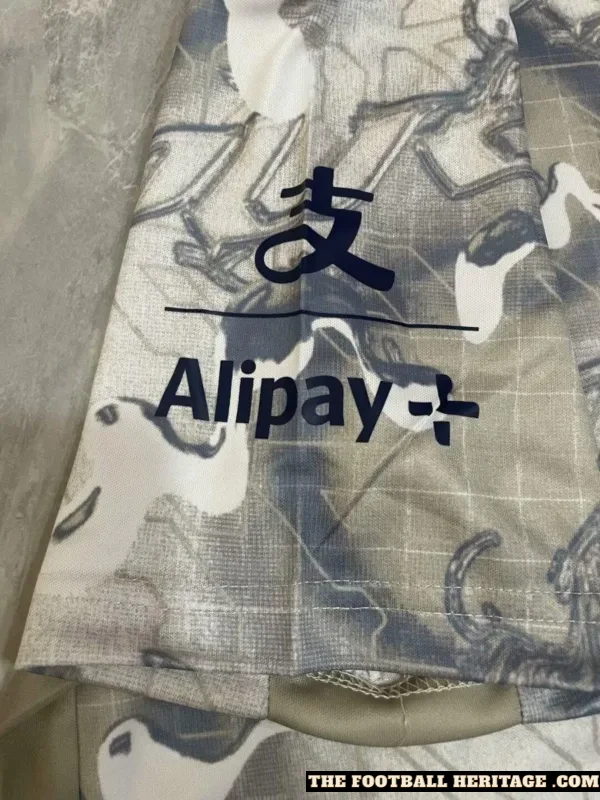 支
Alipay+
THE FOOTBALL HERITAGE .COM